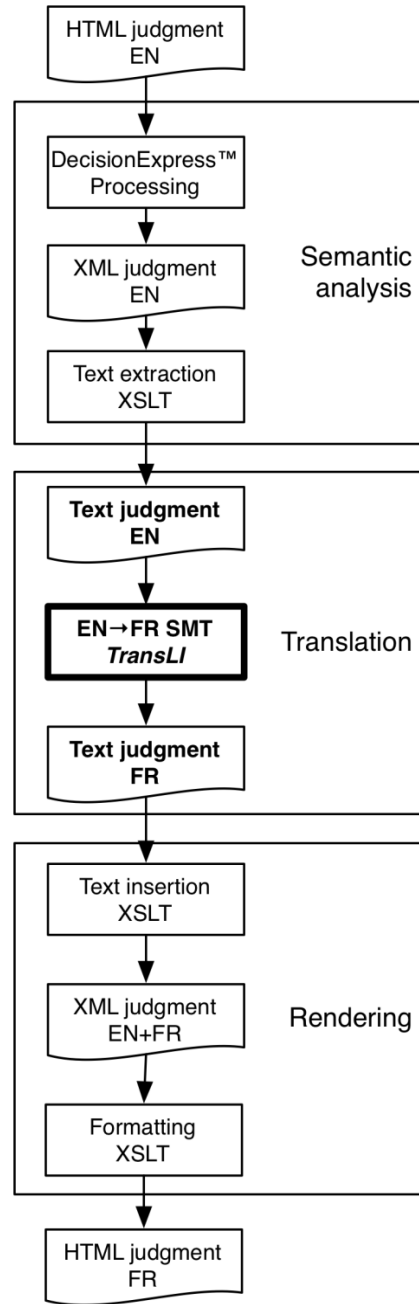 HTML judgment
EN
DecisionExpress™
Processing
XML judgment
EN
Semantic
analysis
Text extraction
XSLT
Text judgment
EN
EN→FR SMT
TransLI
Translation
Text judgment
FR
Text insertion
XSLT
XML judgment
EN+FR
Rendering
Formatting
XSLT
HTML judgment
FR